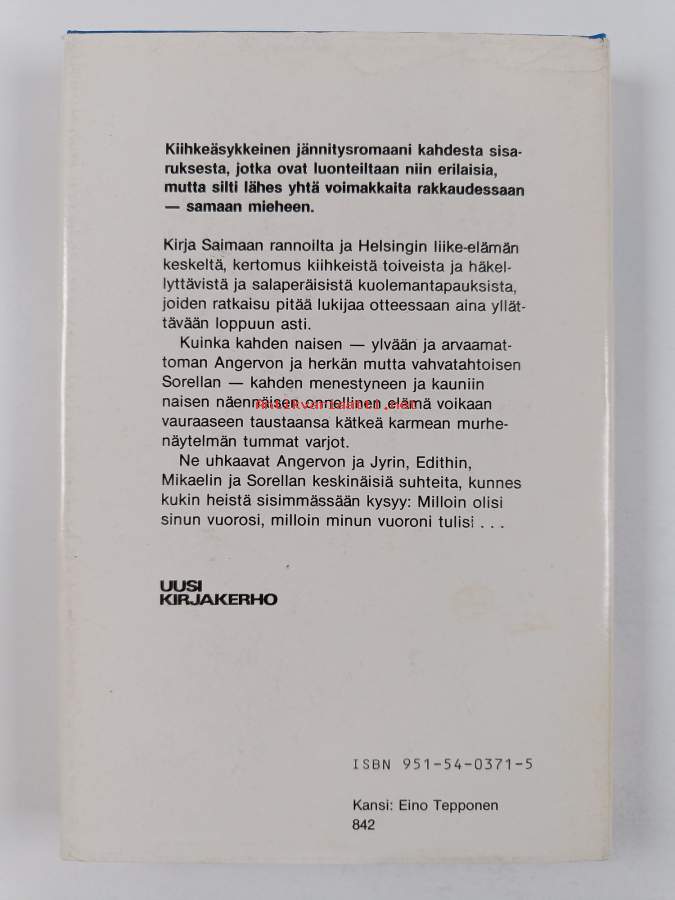 Kiihkeäsykkeinen jännitysromaani kahdesta sisa-
ruksesta, jotka ovat luonteiltaan niin erilaisia,
mutta silti lähes yhtä voimakkaita rakkaudessaan
— samaan mieheen.
Kirja Saimaan rannoilta ja Helsingin liike-elämän
keskeltä, kertomus kiihkeistä toiveista ja häkel-
lyttävistä ja salaperäisistä kuolemantapauksista,
joiden ratkaisu pitää lukijaa otteessaan aina yllät-
tävään loppuun asti.
Kuinka kahden naisen — ylvään ja arvaamat-
toman Angervon ja herkän mutta vahvatahtoisen
Sorellan — kahden menestyneen ja kauniin
naisen näennäisen onnellinen elämä voikaan
Antikvariaatti.net
vauraaseen taustaansa kätkeä karmean murhe-
näytelmän tummat varjot.
Ne uhkaavat Angervon ja Jyrin, Edithin,
Mikaelin ja Sorellan keskinäisiä suhteita, kunnes
kukin heistä sisimmässään kysyy: Milloin olisi
sinun vuorosi, milloin minun vuoroni tulisi . . .
UUSI
KIRJAKERHO
ISBN 951-54-0371-5
Kansi: Eino Tepponen
842